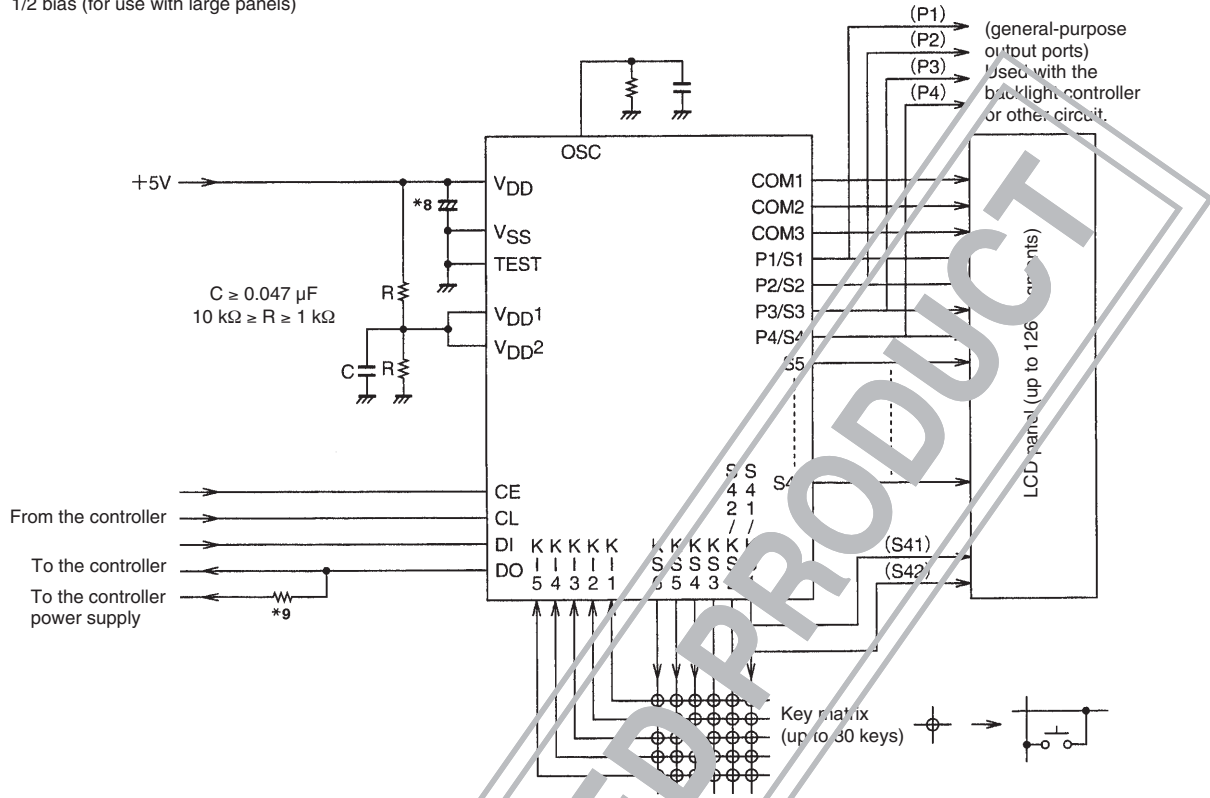 1/2 bias (for use with large panels)
(P1)
(P2)
(P3)
(P4)
(general-purpose
output ports)
Used with the
backlight controller
or other circuit.
OSC
+5V
VDD
*8
VSS
TEST
C ≥ 0.047 µF
10 kΩ ≥ R ≥ 1 kΩ
R
VDD1
VDD2
C
R
COM1
COM2
COM3
P1/S1
P2/S2
P3/S3
P4/S4
S5
LCD panel (up to 126
CE
CL
DI
DO
From the controller
To the controller
To the controller
power supply
*9
KI5
KI4
KI3
KI2
KI1
KS5
KS4
KS3
S42/
S41/
(S41)
(S42)
Key matrix
(up to 30 keys)
PRODUCT